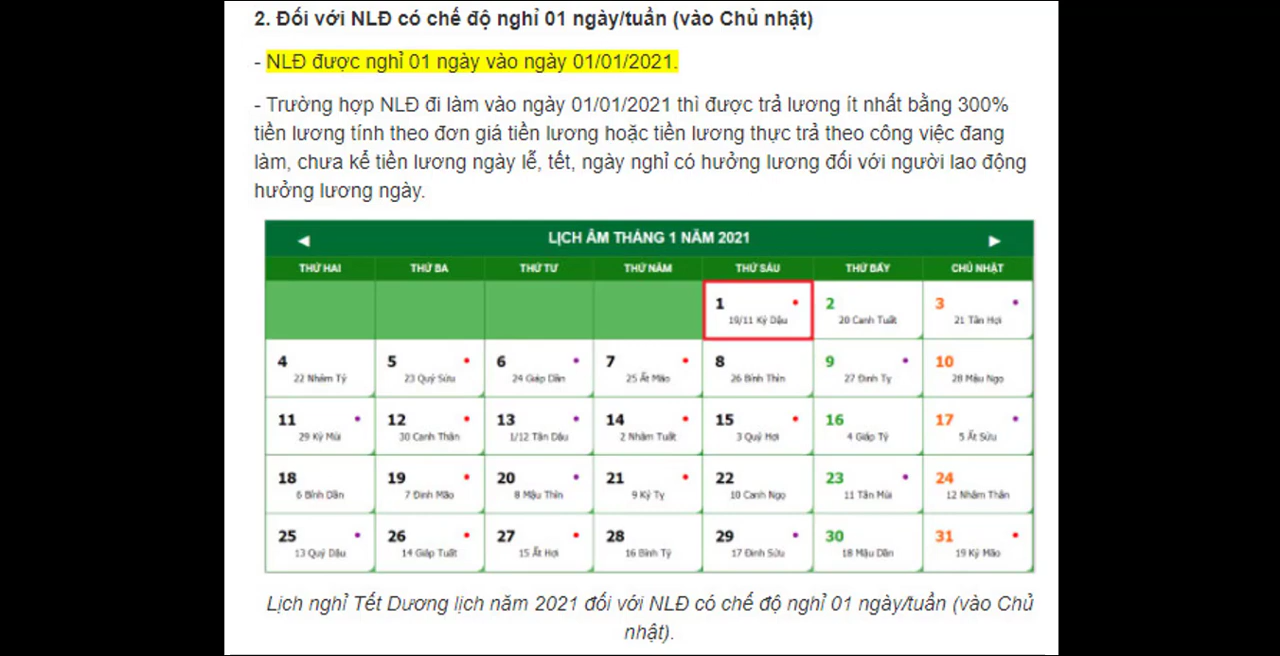 2. Đối với NLĐ có chế độ nghỉ 01 ngày/tuần (vào Chủ nhật)
- NLĐ được nghỉ 01 ngày vào ngày 01/01/2021.
- Trường hợp NLĐ đi làm vào ngày 01/01/2021 thì được trả lương ít nhất bằng 300%
tiền lương tính theo đơn giá tiền lương hoặc tiền lương thực trả theo công việc đang
làm, chưa kể tiền lương ngày lễ, tết, ngày nghỉ có hưởng lương đối với người lao động
hưởng lương ngày.
LỊCH ÂM THÁNG 1 NĂM 2021
THỨ HAI THỨ BA THỨ TƯ THỨ NĂM THỨ SÁU THỨ BẨY CHỦ NHẬT
1 2 3
19/11 Kỷ Dậu 20 Canh Tuất 21 Tân Hợi
4 5 6 7 8 9 10
22 Nhâm Tý 23 Quý Sửu 24 Giáp Dần 25 Ất Mão 26 Bính Thìn 27 Đinh Tỵ 28 Mậu Ngọ
11 12 13 14 15 16 17
29 Kỷ Mùi 30 Canh Thân 1/12 Tân Dậu 2 Nhâm Tuất 3 Quý Hợi 4 Giáp Tý 5 Ất Sửu
18 19 20 21 22 23 24
6 Bính Dần 7 Đinh Mão 8 Mậu Thìn 9 Kỷ Tỵ 10 Canh Ngọ 11 Tân Mùi 12 Nhâm Thân
25 26 27 28 29 30 31
13 Quý Dậu 14 Giáp Tuất 15 Ất Hợi 16 Bính Tý 17 Đinh Sửu 18 Mậu Dần 19 Kỷ Mão
Lịch nghỉ Tết Dương lịch năm 2021 đối với NLĐ có chế độ nghỉ 01 ngày/tuần (vào Chủ
nhật).